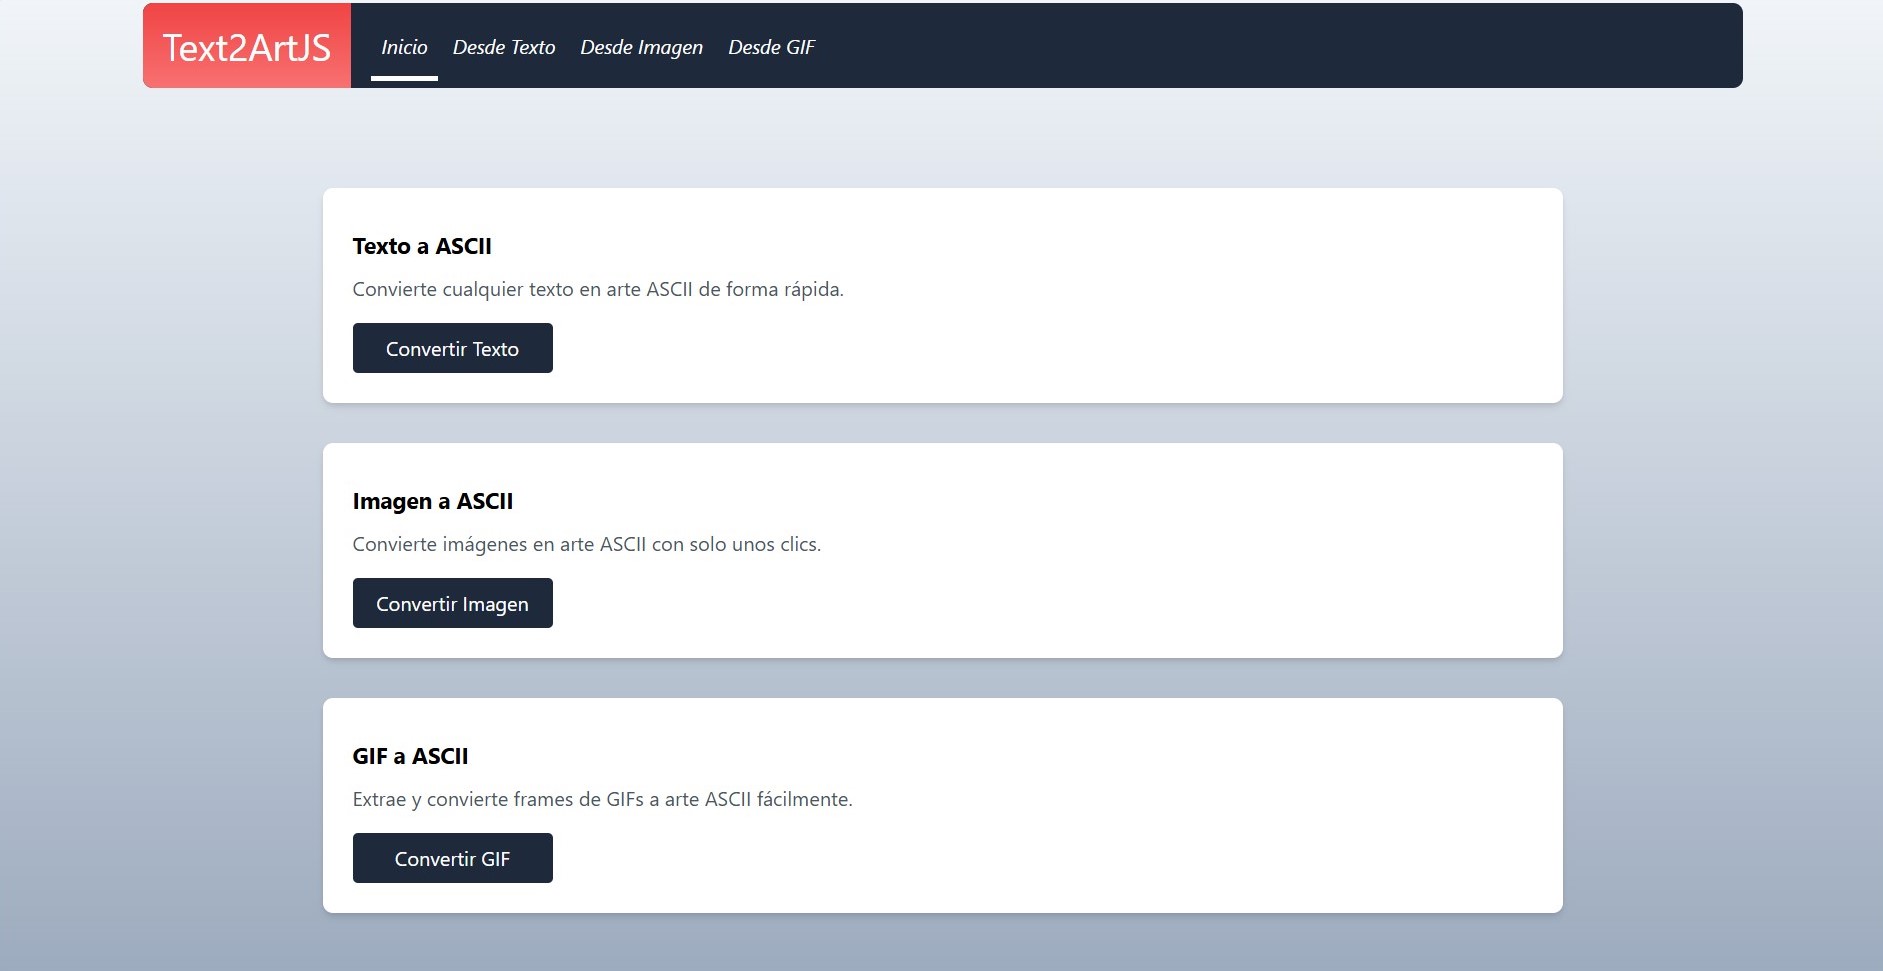 Text2ArtJS
Inicio Desde Texto Desde Imagen Desde GIF
Texto a ASCII
Convierte cualquier texto en arte ASCII de forma rápida.
Convertir Texto
Imagen a ASCII
Convierte imágenes en arte ASCII con solo unos clics.
Convertir Imagen
GIF a ASCII
Extrae y convierte frames de GIFs a arte ASCII fácilmente.
Convertir GIF